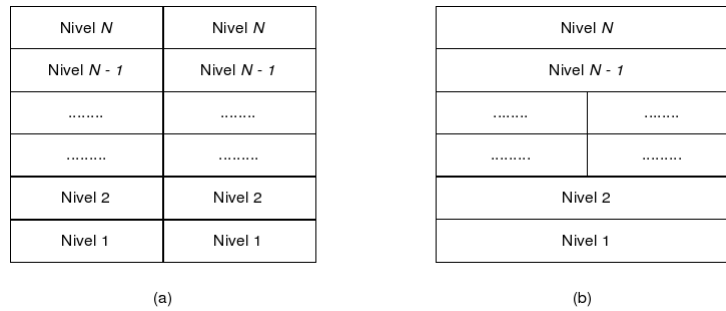 Nivel N Nivel N Nivel N
Nivel N - 1 Nivel N - 1 Nivel N - 1
........ ........ ........ ........
......... ......... ......... .........
Nivel 2 Nivel 2 Nivel 2
Nivel 1 Nivel 1 Nivel 1
(a) (b)